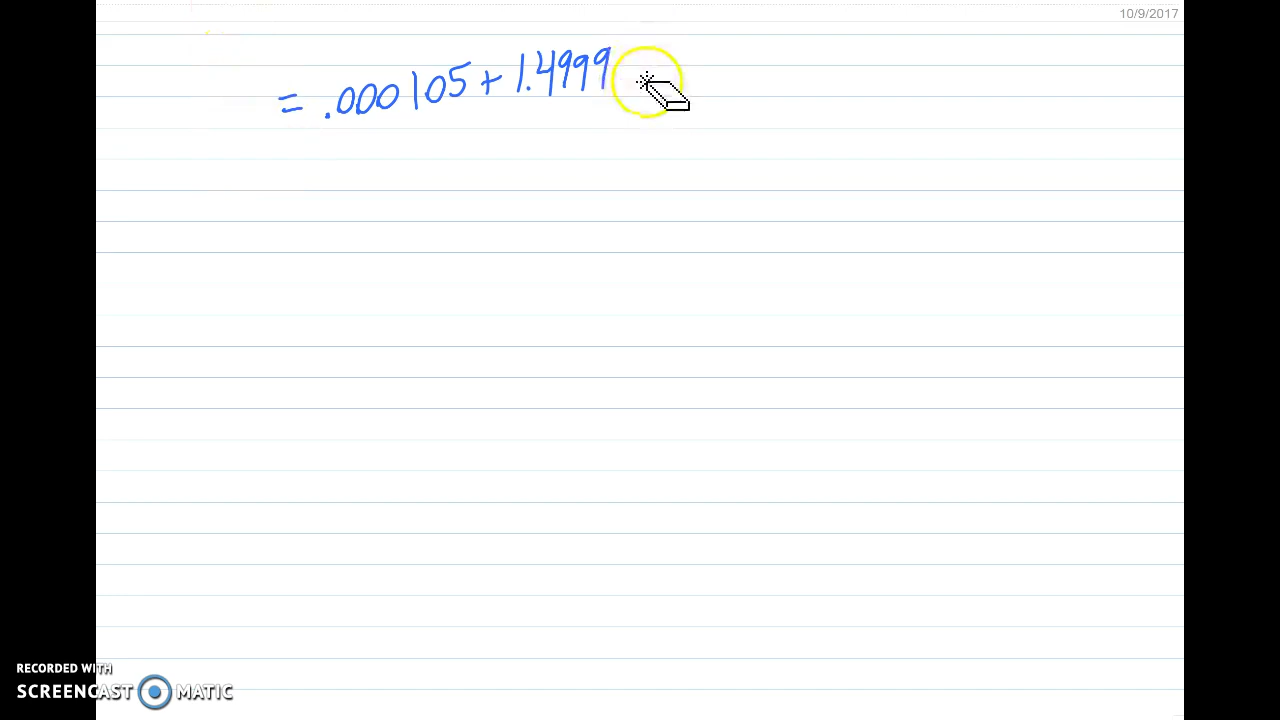 10/9/2017
= .000105 + 1.4999
RECORDED WITH
SCREENCAST MATIC